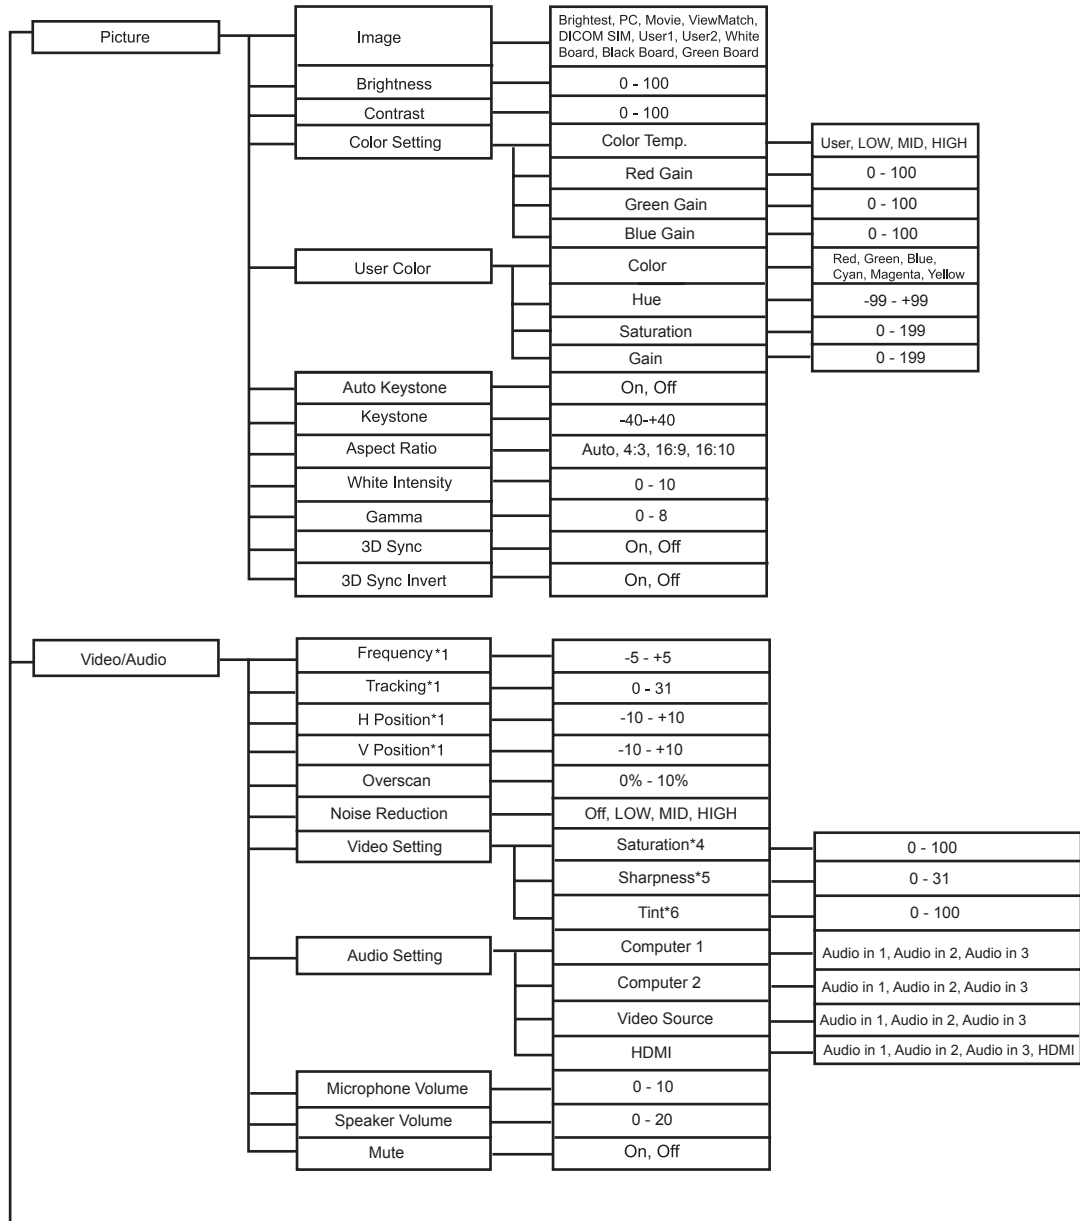 Picture
Image
Brightest, PC, Movie, ViewMatch,
DICOM SIM, User1, User2, White
Board, Black Board, Green Board
Brightness
0 - 100
Contrast
0 - 100
Color Setting
Color Temp.
User, LOW, MID, HIGH
Red Gain
0 - 100
Green Gain
0 - 100
Blue Gain
0 - 100
User Color
Color
Red, Green, Blue,
Cyan, Magenta, Yellow
Hue
-99 - +99
Saturation
0 - 199
Gain
0 - 199
Auto Keystone
On, Off
Keystone
-40-+40
Aspect Ratio
Auto, 4:3, 16:9, 16:10
White Intensity
0 - 10
Gamma
0 - 8
3D Sync
On, Off
3D Sync Invert
On, Off
Video/Audio
Frequency*1
-5 - +5
Tracking*1
0 - 31
H Position*1
-10 - +10
V Position*1
-10 - +10
Overscan
0% - 10%
Noise Reduction
Off, LOW, MID, HIGH
Video Setting
Saturation*4
0 - 100
Sharpness*5
0 - 31
Tint*6
0 - 100
Audio Setting
Computer 1
Audio in 1, Audio in 2, Audio in 3
Computer 2
Audio in 1, Audio in 2, Audio in 3
Video Source
Audio in 1, Audio in 2, Audio in 3
HDMI
Audio in 1, Audio in 2, Audio in 3, HDMI
Microphone Volume
0 - 10
Speaker Volume
0 - 20
Mute
On, Off